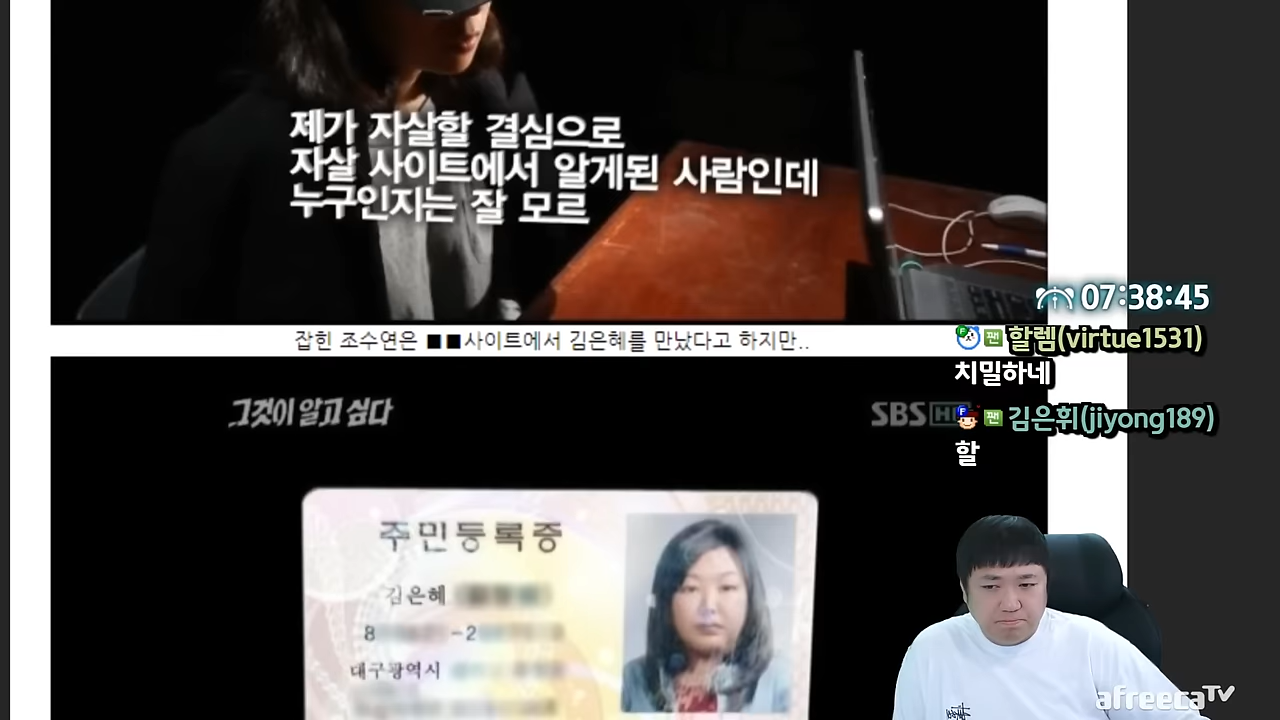 제가 자살할 결심으로
자살 사이트에서 알게된 사람인데
누구인지는 잘 모르
잡힌 조수연은 ■■사이트에서 김은혜를 만났다고 하지만..
07:38:45
팬 할렘(virtue1531)
치밀하네
팬 김은휘(jiyong189)
할
그것이 알고 싶다
SBS HD
주민등록증
김은혜
8 -2
대구광역시
afreecaTV